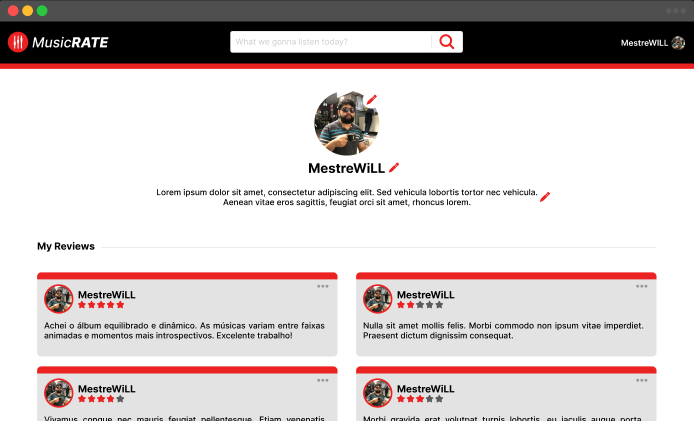 MusicRATE
What we gonna listen today?
MestreWILL
MestreWiLL
Lorem ipsum dolor sit amet, consectetur adipiscing elit. Sed vehicula lobortis tortor nec vehicula.
Aenean vitae eros sagittis, feugiat orci sit amet, rhoncus lorem.
My Reviews
MestreWiLL
Achei o álbum equilibrado e dinâmico. As músicas variam entre faixas
animadas e momentos mais introspectivos. Excelente trabalho!
MestreWiLL
Nulla sit amet mollis felis. Morbi commodo non ipsum vitae imperdiet.
Praesent dictum dignissim consequat.
MestreWiLL
Vivamus congue nec mauris feugiat pellentesque. Etiam venenatis
MestreWiLL
Morbi gravida erat volutpat turpis lobortis, eu iaculis augue porta.